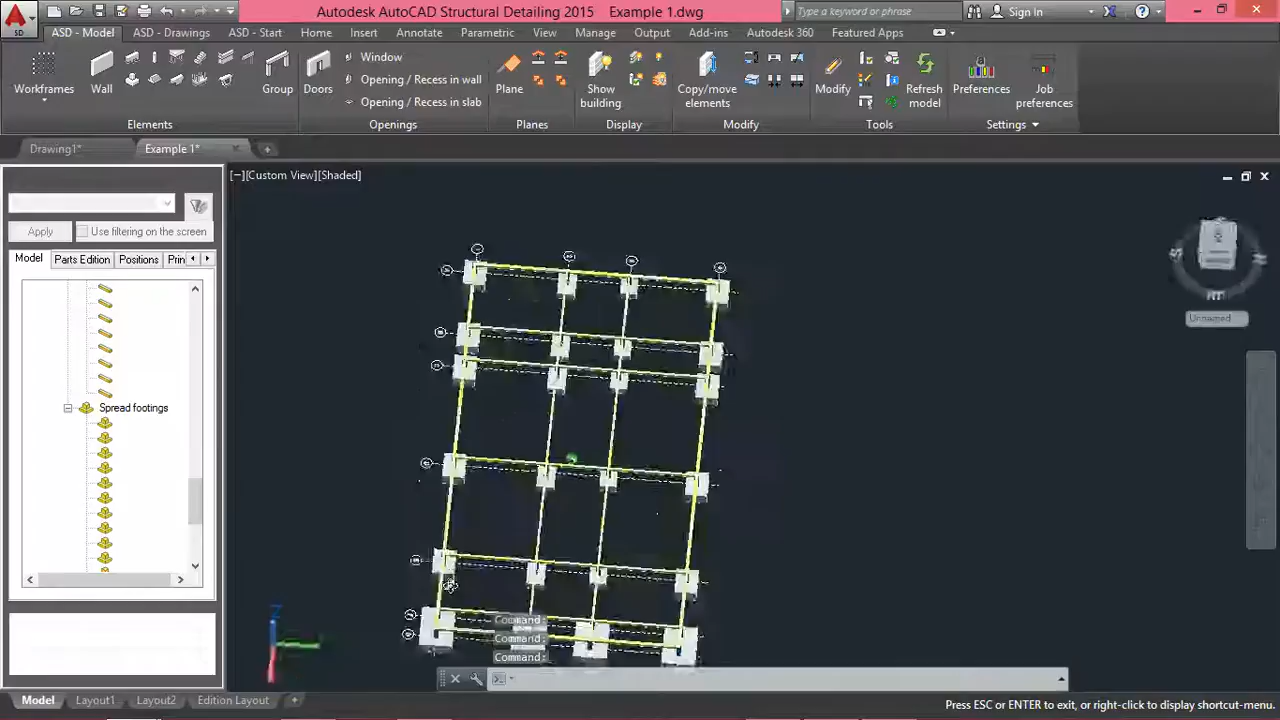 Autodesk AutoCAD Structural Detailing 2015 Example 1.dwg
Type a keyword or phrase
Sign In
SD
ASD - Model
ASD - Drawings
ASD - Start
Home
Insert
Annotate
Parametric
View
Manage
Output
Add-ins
Autodesk 360
Featured Apps
Workframes
Wall
Group
Doors
Window
Opening / Recess in wall
Opening / Recess in slab
Plane
Show building
Copy/move elements
Modify
Refresh model
Preferences
Job preferences
Elements
Openings
Planes
Display
Modify
Tools
Settings
Drawing1*
Example 1*
[−][Custom View][Shaded]
Apply
Use filtering on the screen
Model
Parts Edition
Positions
Prin
Spread footings
Unnamed
Command:
Command:
Command:
Model
Layout1
Layout2
Edition Layout
Press ESC or ENTER to exit, or right-click to display shortcut-menu.